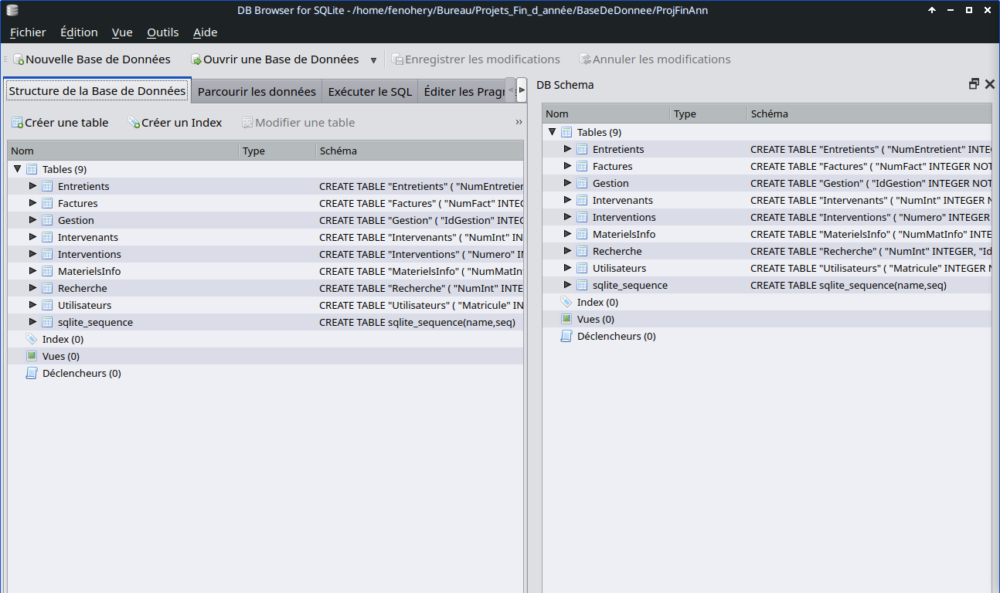 DB Browser for SQLite - /home/fenohery/Bureau/Projets_Fin_d_année/BaseDeDonnee/ProjFinAnn
Fichier Édition Vue Outils Aide
Nouvelle Base de Données Ouvrir une Base de Données Enregistrer les modifications Annuler les modifications
Structure de la Base de Données Parcourir les données Exécuter le SQL Éditer les Pragr
Créer une table Créer un Index Modifier une table »
Nom Type Schéma
Tables (9)
Entretients CREATE TABLE "Entretients" ( "NumEntretier
Factures CREATE TABLE "Factures" ( "NumFact" INTEG
Gestion CREATE TABLE "Gestion" ( "IdGestion" INTEG
Intervenants CREATE TABLE "Intervenants" ( "NumInt" IN
Interventions CREATE TABLE "Interventions" ( "Numero" IN
MaterielsInfo CREATE TABLE "MaterielsInfo" ( "NumMatIn
Recherche CREATE TABLE "Recherche" ( "NumInt" INTE
Utilisateurs CREATE TABLE "Utilisateurs" ( "Matricule" IN
sqlite_sequence CREATE TABLE sqlite_sequence(name,seq)
Index (0)
Vues (0)
Déclencheurs (0)
DB Schema
Nom Type Schéma
Tables (9)
Entretients CREATE TABLE "Entretients" ( "NumEntretient" INTE
Factures CREATE TABLE "Factures" ( "NumFact" INTEGER NOT
Gestion CREATE TABLE "Gestion" ( "IdGestion" INTEGER NOT
Intervenants CREATE TABLE "Intervenants" ( "NumInt" INTEGER N
Interventions CREATE TABLE "Interventions" ( "Numero" INTEGER
MaterielsInfo CREATE TABLE "MaterielsInfo" ( "NumMatInfo" INTE
Recherche CREATE TABLE "Recherche" ( "NumInt" INTEGER, "Id
Utilisateurs CREATE TABLE "Utilisateurs" ( "Matricule" INTEGER N
sqlite_sequence CREATE TABLE sqlite_sequence(name,seq)
Index (0)
Vues (0)
Déclencheurs (0)